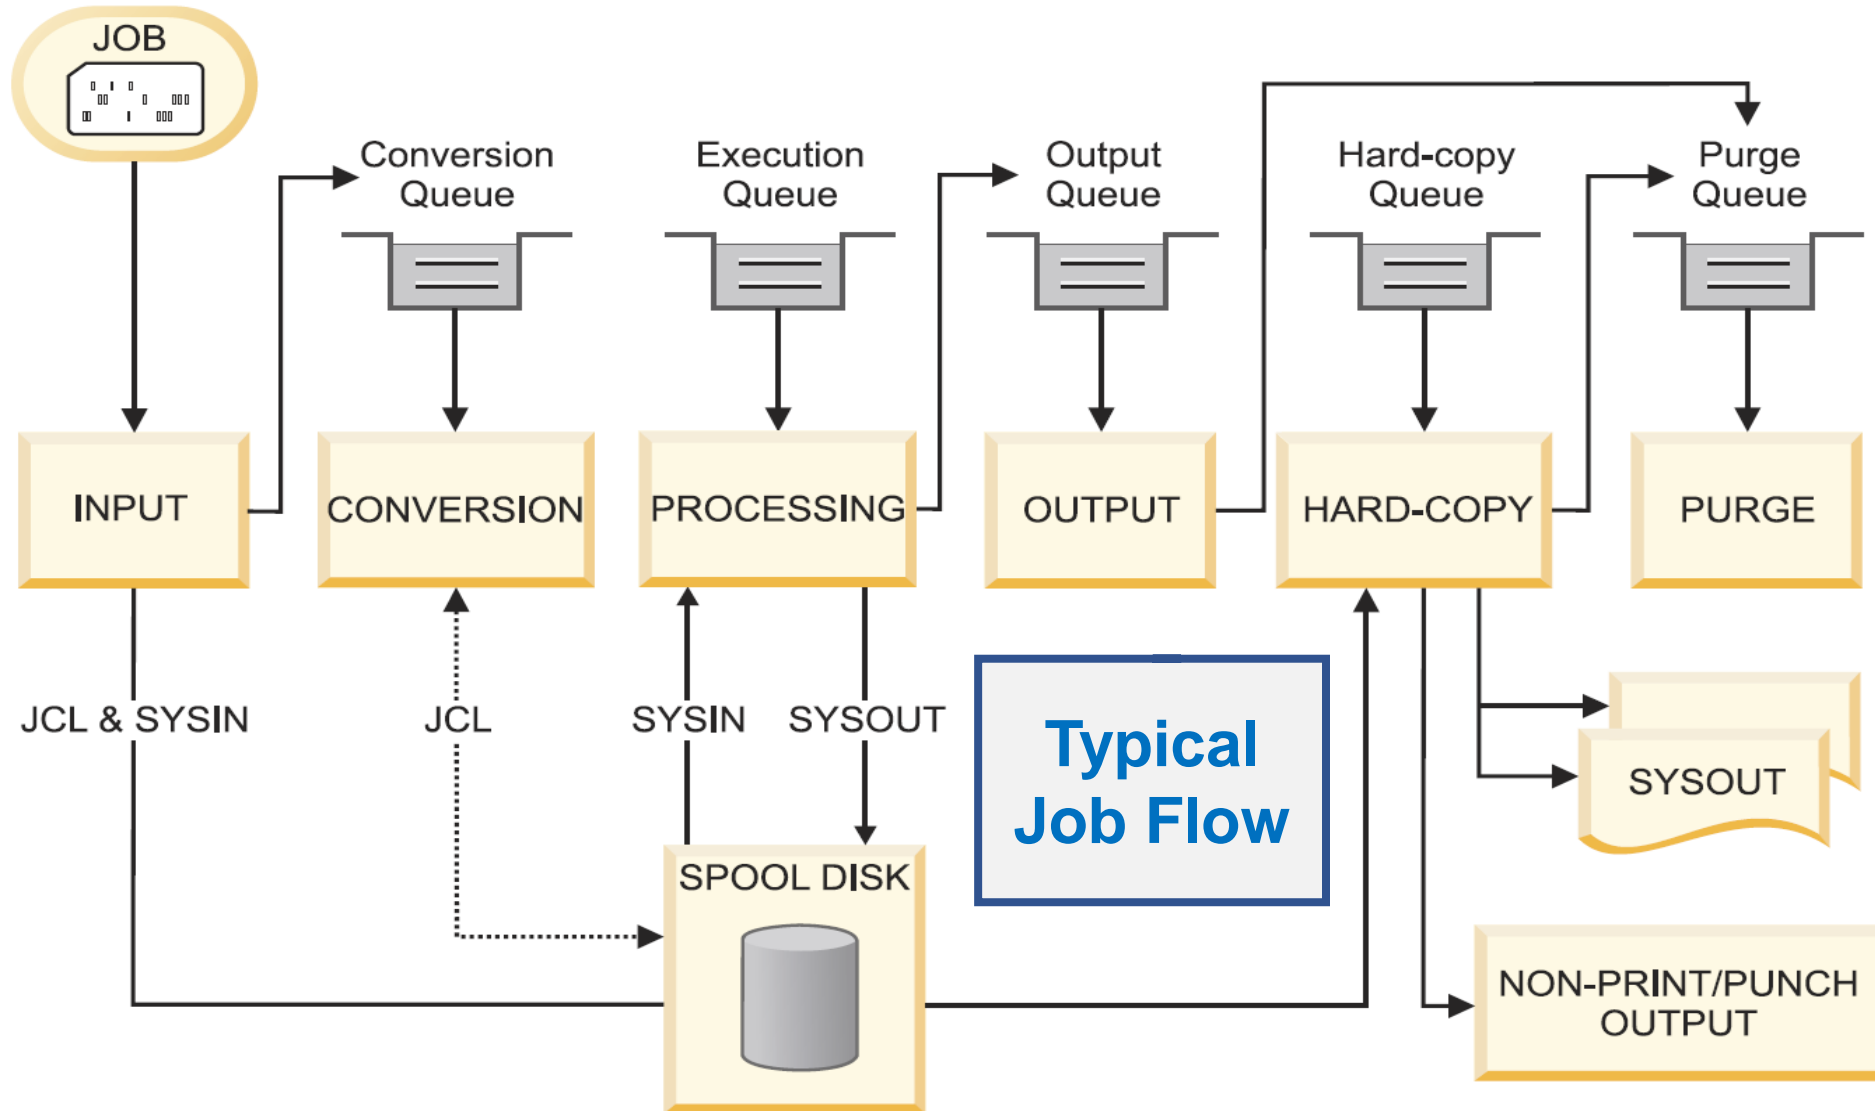 JOB
Conversion
Queue
Execution
Queue
Output
Queue
Hard-copy
Queue
Purge
Queue
INPUT
CONVERSION
PROCESSING
OUTPUT
HARD-COPY
PURGE
JCL & SYSIN
JCL
SYSIN
SYSOUT
Typical
Job Flow
SYSOUT
SPOOL DISK
NON-PRINT/PUNCH
OUTPUT